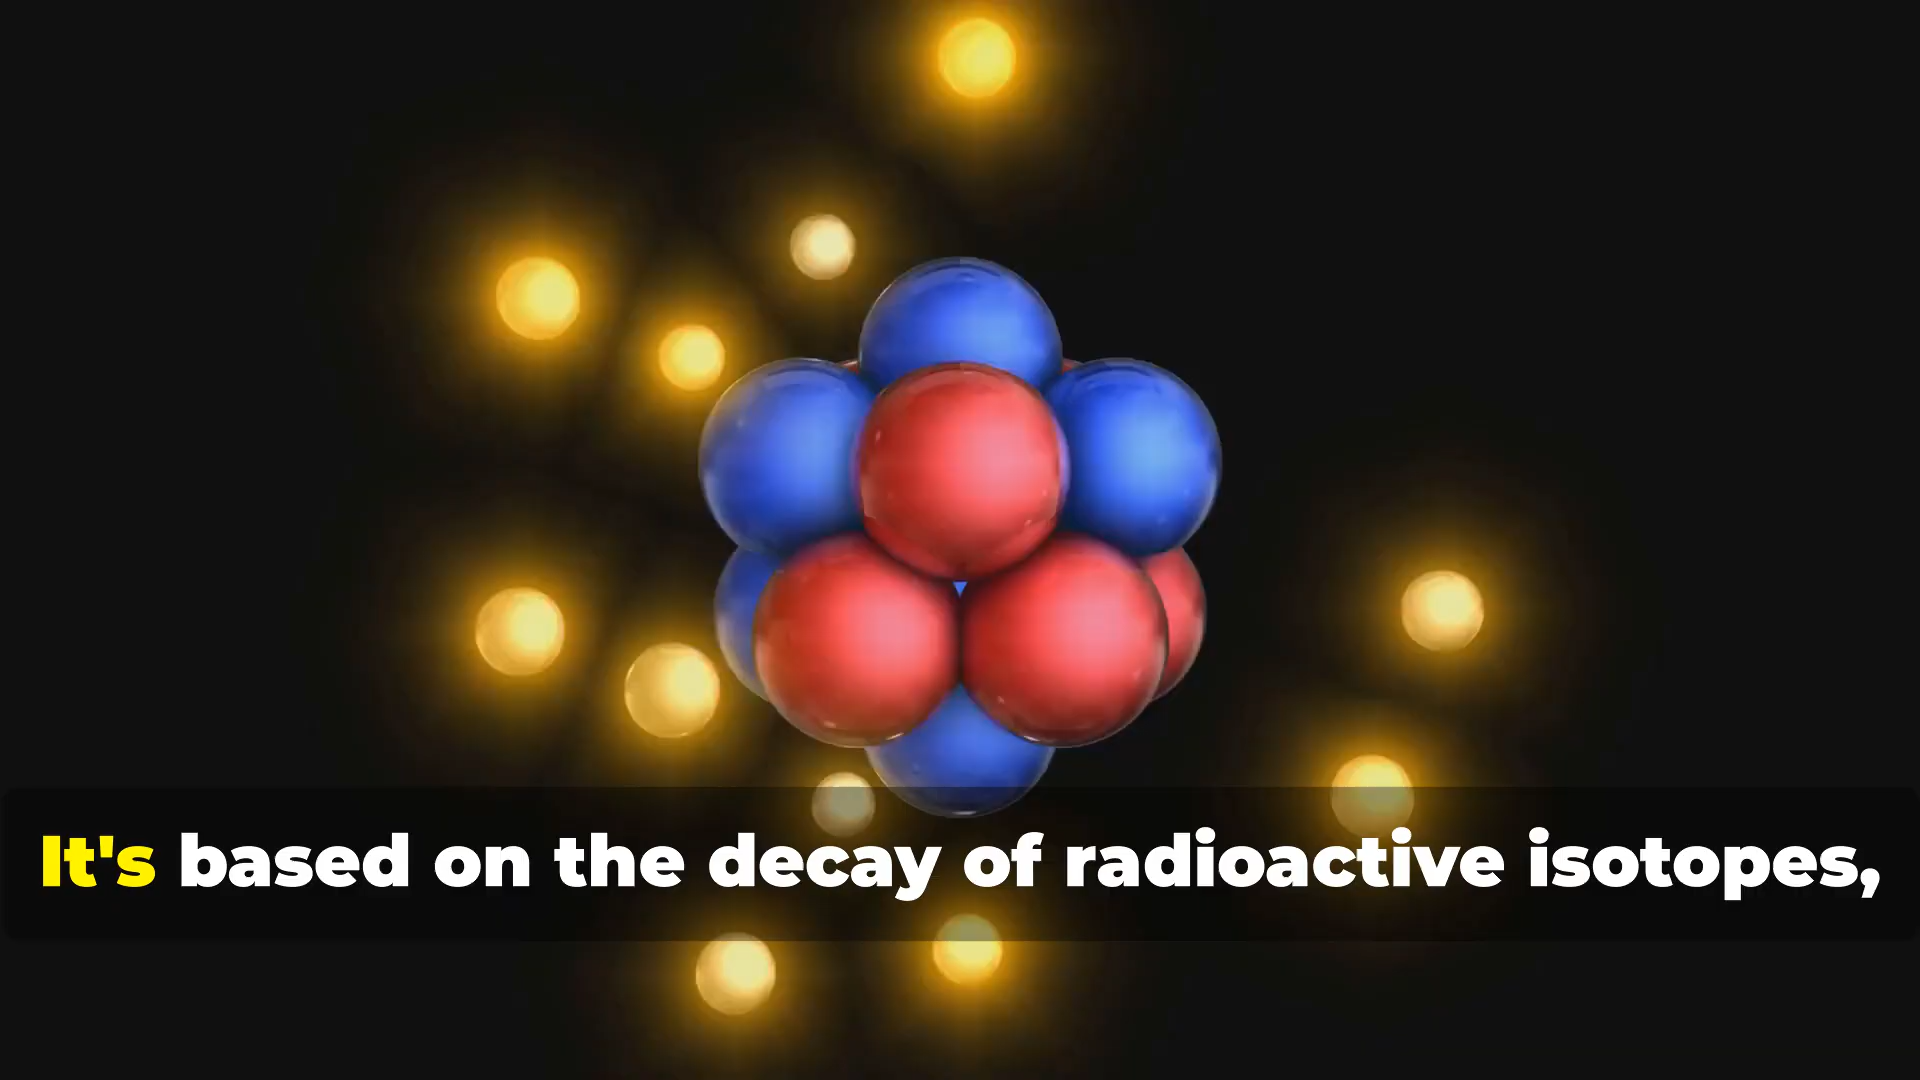 It's based on the decay of radioactive isotopes,